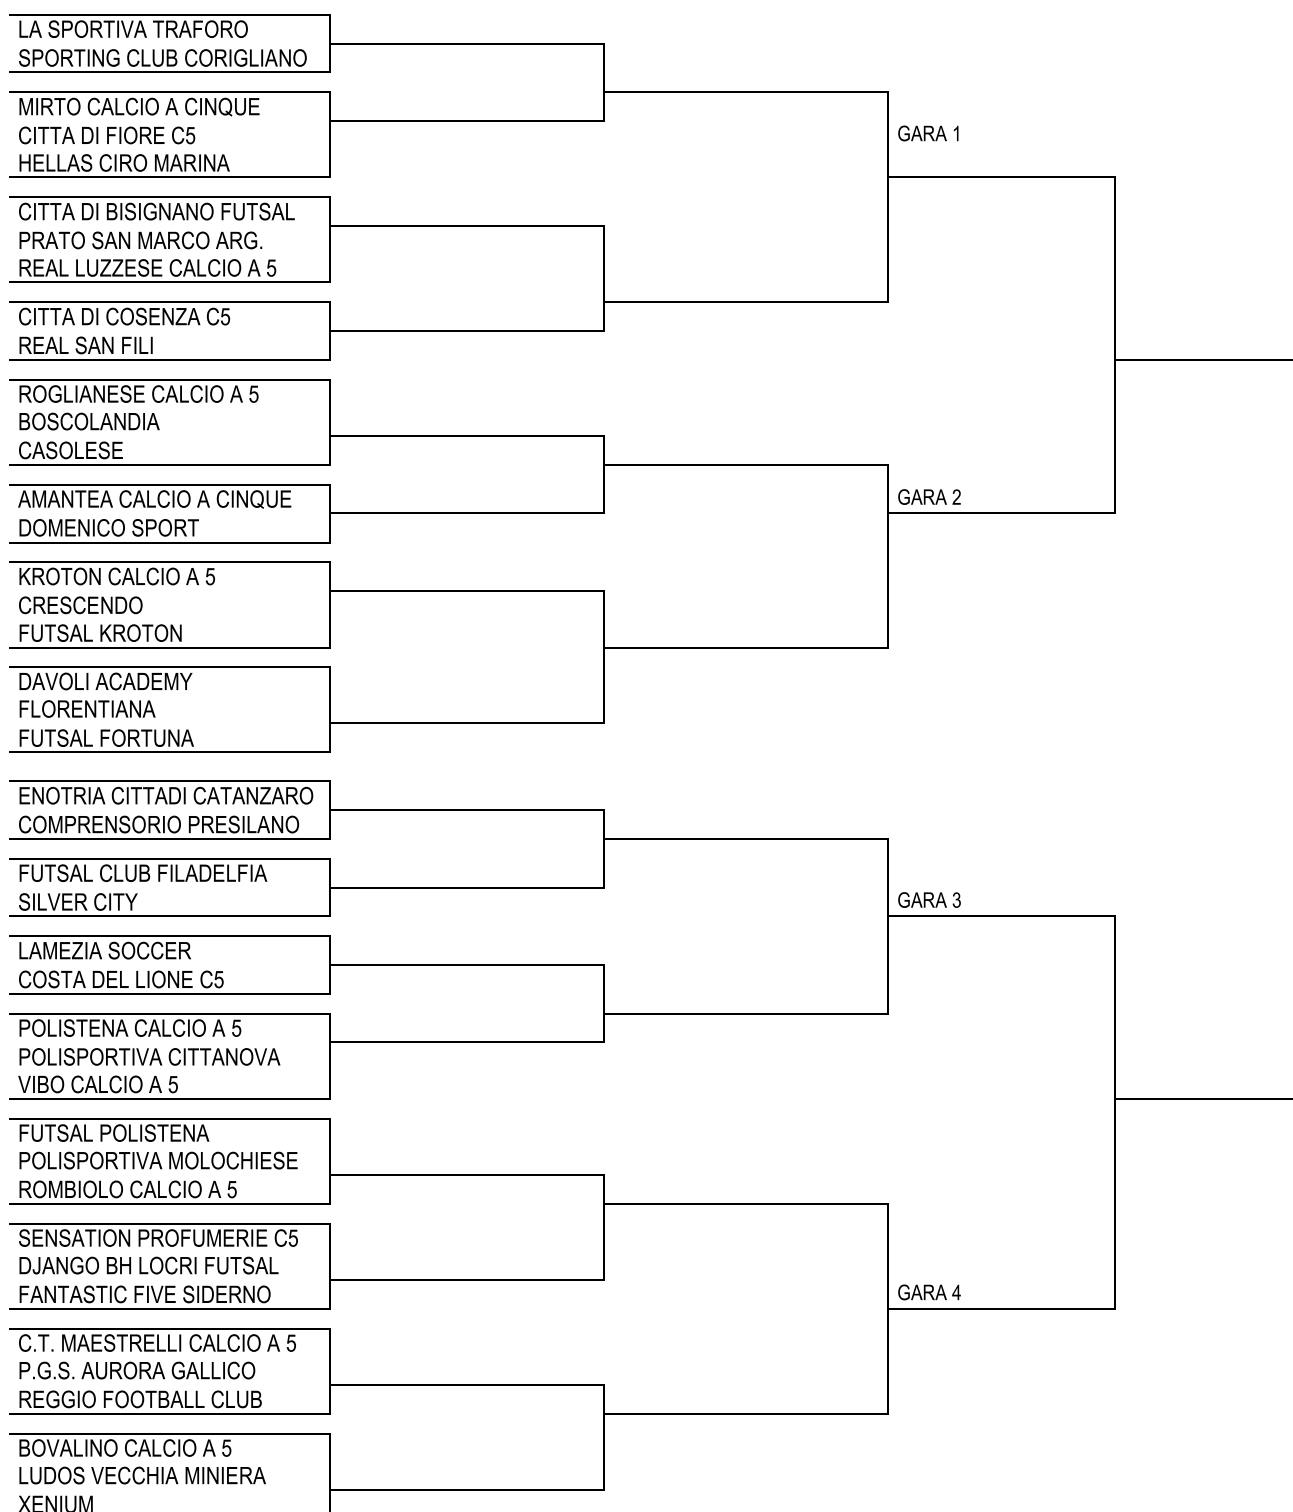 LA SPORTIVA TRAFORO
SPORTING CLUB CORIGLIANO
MIRTO CALCIO A CINQUE
CITTA DI FIORE C5
HELLAS CIRO MARINA
GARA 1
CITTA DI BISIGNANO FUTSAL
PRATO SAN MARCO ARG.
REAL LUZZESE CALCIO A 5
CITTA DI COSENZA C5
REAL SAN FILI
ROGLIANESE CALCIO A 5
BOSCOLANDIA
CASOLESE
GARA 2
AMANTEA CALCIO A CINQUE
DOMENICO SPORT
KROTON CALCIO A 5
CRESCENDO
FUTSAL KROTON
DAVOLI ACADEMY
FLORENTIANA
FUTSAL FORTUNA
ENOTRIA CITTADI CATANZARO
COMPRENSORIO PRESILANO
FUTSAL CLUB FILADELFIA
SILVER CITY
GARA 3
LAMEZIA SOCCER
COSTA DEL LIONE C5
POLISTENA CALCIO A 5
POLISPORTIVA CITTANOVA
VIBO CALCIO A 5
FUTSAL POLISTENA
POLISPORTIVA MOLOCHIESE
ROMBIOLO CALCIO A 5
SENSATION PROFUMERIE C5
DJANGO BH LOCRI FUTSAL
FANTASTIC FIVE SIDERNO
GARA 4
C.T. MAESTRELLI CALCIO A 5
P.G.S. AURORA GALLICO
REGGIO FOOTBALL CLUB
BOVALINO CALCIO A 5
LUDOS VECCHIA MINIERA
XENIUM